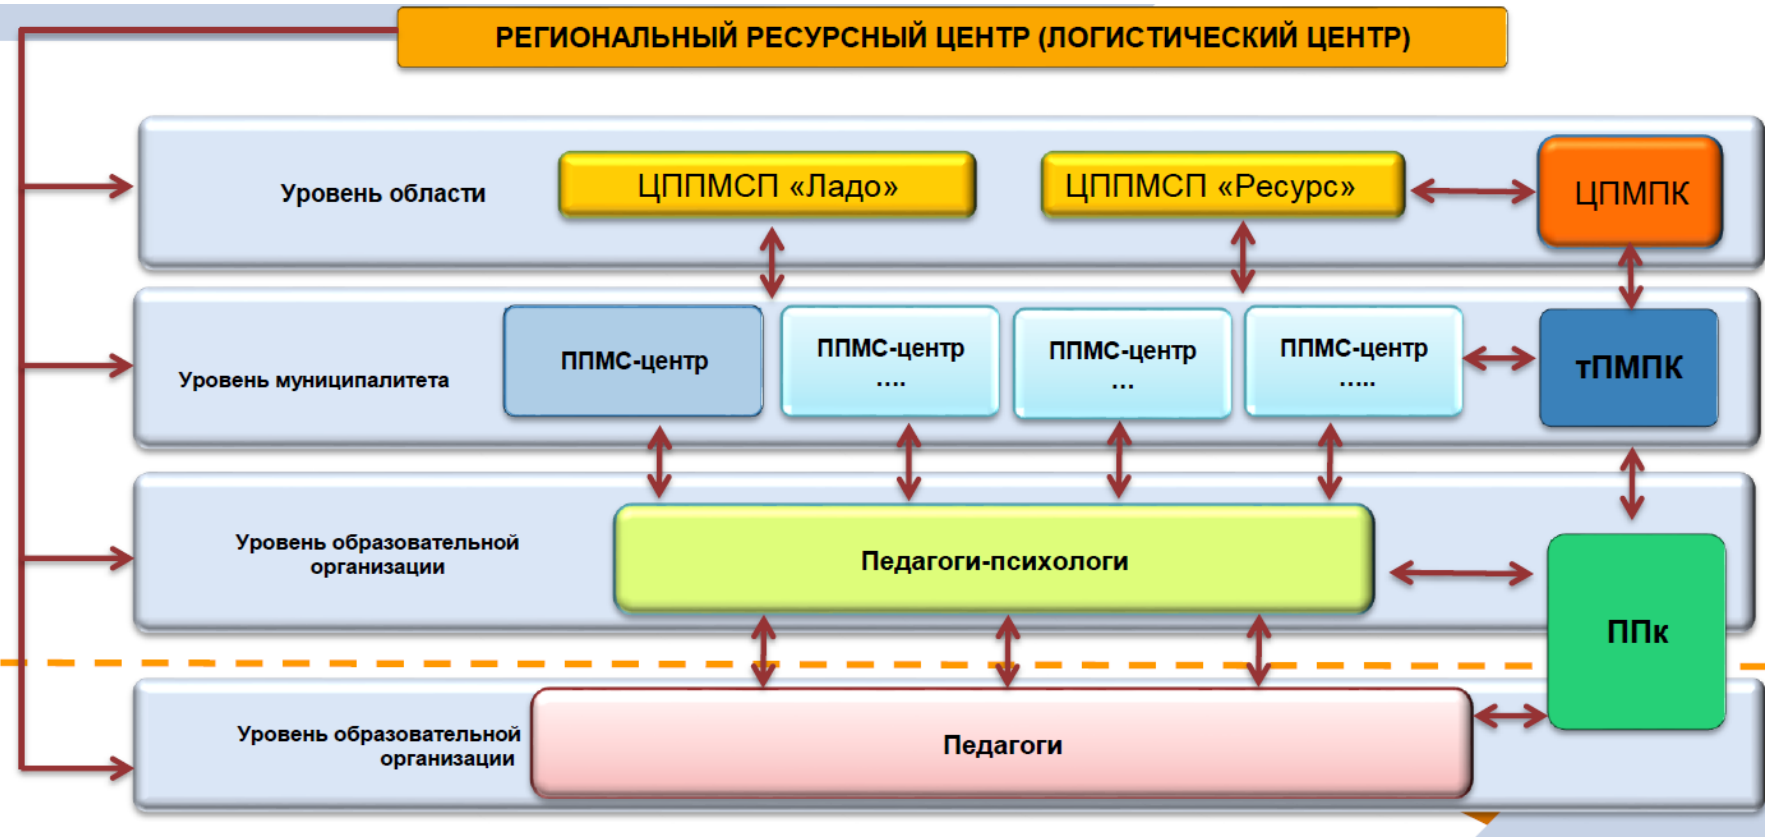 РЕГИОНАЛЬНЫЙ РЕСУРСНЫЙ ЦЕНТР (ЛОГИСТИЧЕСКИЙ ЦЕНТР)
Уровень области
ЦППМСП «Ладо»
ЦППМСП «Ресурс»
ЦПМПК
Уровень муниципалитета
ППМС-центр
ППМС-центр
….
ППМС-центр
…
ППМС-центр
…..
тПМПК
Уровень образовательной
организации
Педагоги-психологи
ППк
Уровень образовательной
организации
Педагоги